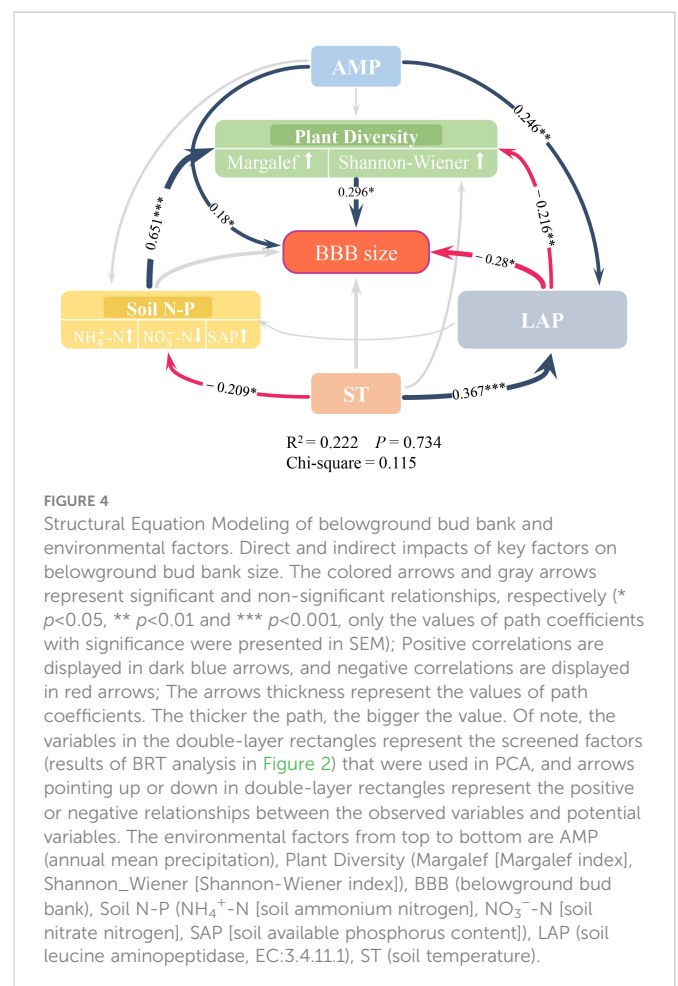 AMP
0.246**
Plant Diversity
Margalef ↑ Shannon-Wiener ↑
0.651***
0.18*
0.296*
− 0.216**
BBB size
− 0.28*
Soil N-P
NH₄⁺-N↑ NO₃⁻-N↓ SAP↑
LAP
− 0.209*
ST
0.367***
R² = 0.222 P = 0.734
Chi-square = 0.115
FIGURE 4
Structural Equation Modeling of belowground bud bank and
environmental factors. Direct and indirect impacts of key factors on
belowground bud bank size. The colored arrows and gray arrows
represent significant and non-significant relationships, respectively (*
p<0.05, ** p<0.01 and *** p<0.001, only the values of path coefficients
with significance were presented in SEM); Positive correlations are
displayed in dark blue arrows, and negative correlations are displayed
in red arrows; The arrows thickness represent the values of path
coefficients. The thicker the path, the bigger the value. Of note, the
variables in the double-layer rectangles represent the screened factors
(results of BRT analysis in Figure 2) that were used in PCA, and arrows
pointing up or down in double-layer rectangles represent the positive
or negative relationships between the observed variables and potential
variables. The environmental factors from top to bottom are AMP
(annual mean precipitation), Plant Diversity (Margalef [Margalef index],
Shannon_Wiener [Shannon-Wiener index]), BBB (belowground bud
bank), Soil N-P (NH₄⁺-N [soil ammonium nitrogen], NO₃⁻-N [soil
nitrate nitrogen], SAP [soil available phosphorus content]), LAP (soil
leucine aminopeptidase, EC:3.4.11.1), ST (soil temperature).